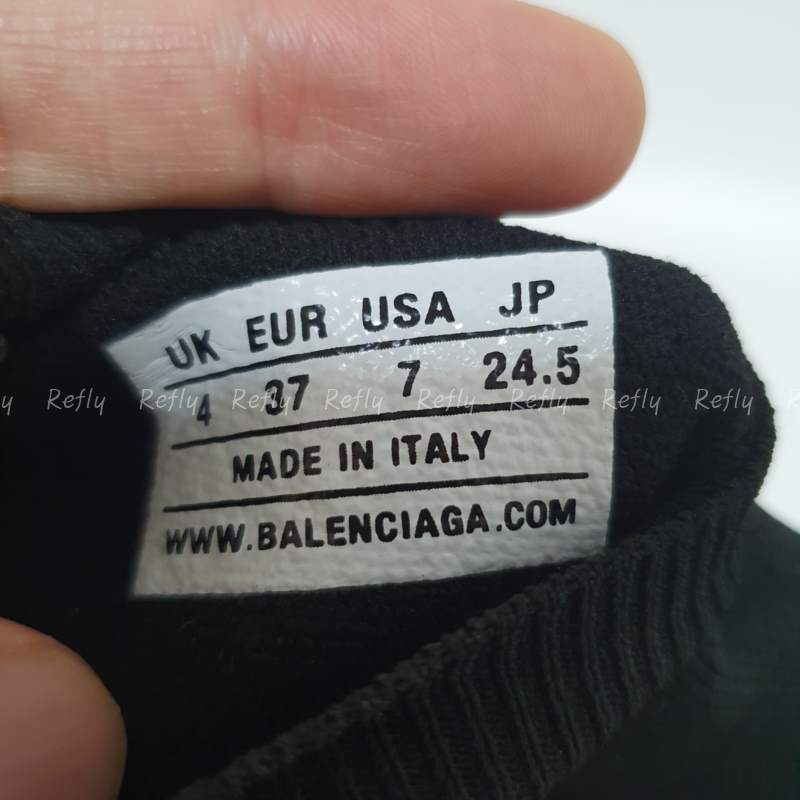 UK EUR USA JP
4 37 7 24.5
y Refly Refly Refly Refly Refly Refly Refly Refly
MADE IN ITALY
WWW.BALENCIAGA.COM